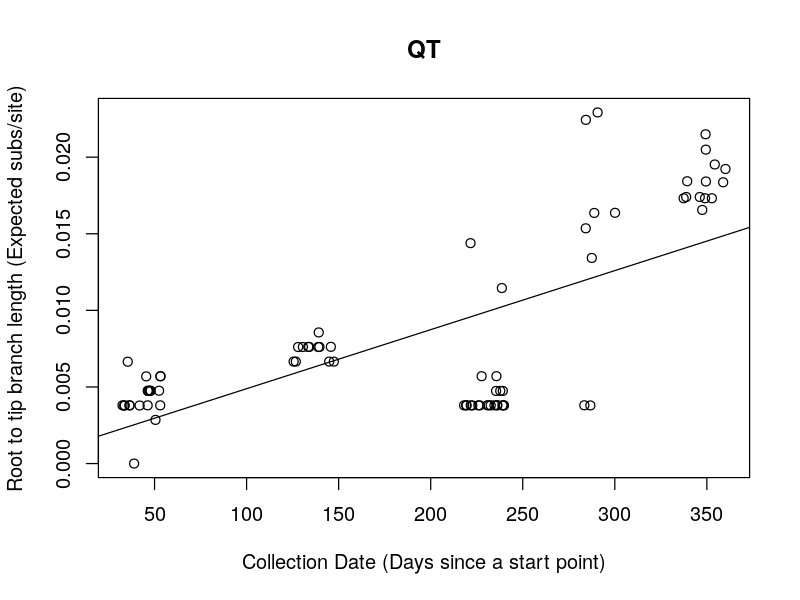 QT
Root to tip branch length (Expected subs/site)
0.020
0.015
0.010
0.005
0.000
50 100 150 200 250 300 350
Collection Date (Days since a start point)